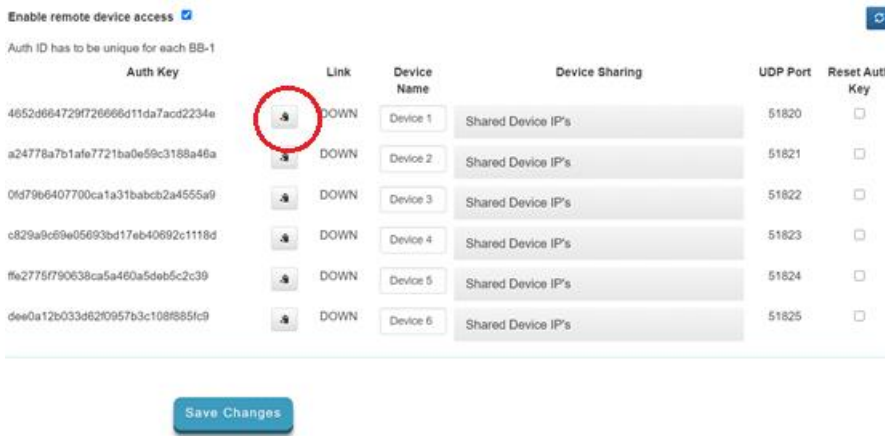 Enable remote device access
Auth ID has to be unique for each BB-1
Auth Key Link Device Name Device Sharing UDP Port Reset Auth Key
4652d664729f726666d11da7acd2234e DOWN Device 1 Shared Device IP's 51820
a24778a7b1afe7721ba0e59c3188a46a DOWN Device 2 Shared Device IP's 51821
0fd79b6407700ca1a31babcb2a4555a9 DOWN Device 3 Shared Device IP's 51822
c829a9c69e05693bd17eb40692c1118d DOWN Device 4 Shared Device IP's 51823
ffe2775f790638ca5a460a5deb5c2c39 DOWN Device 5 Shared Device IP's 51824
dee0a12b033d62f0957b3c108f885fc9 DOWN Device 6 Shared Device IP's 51825
Save Changes